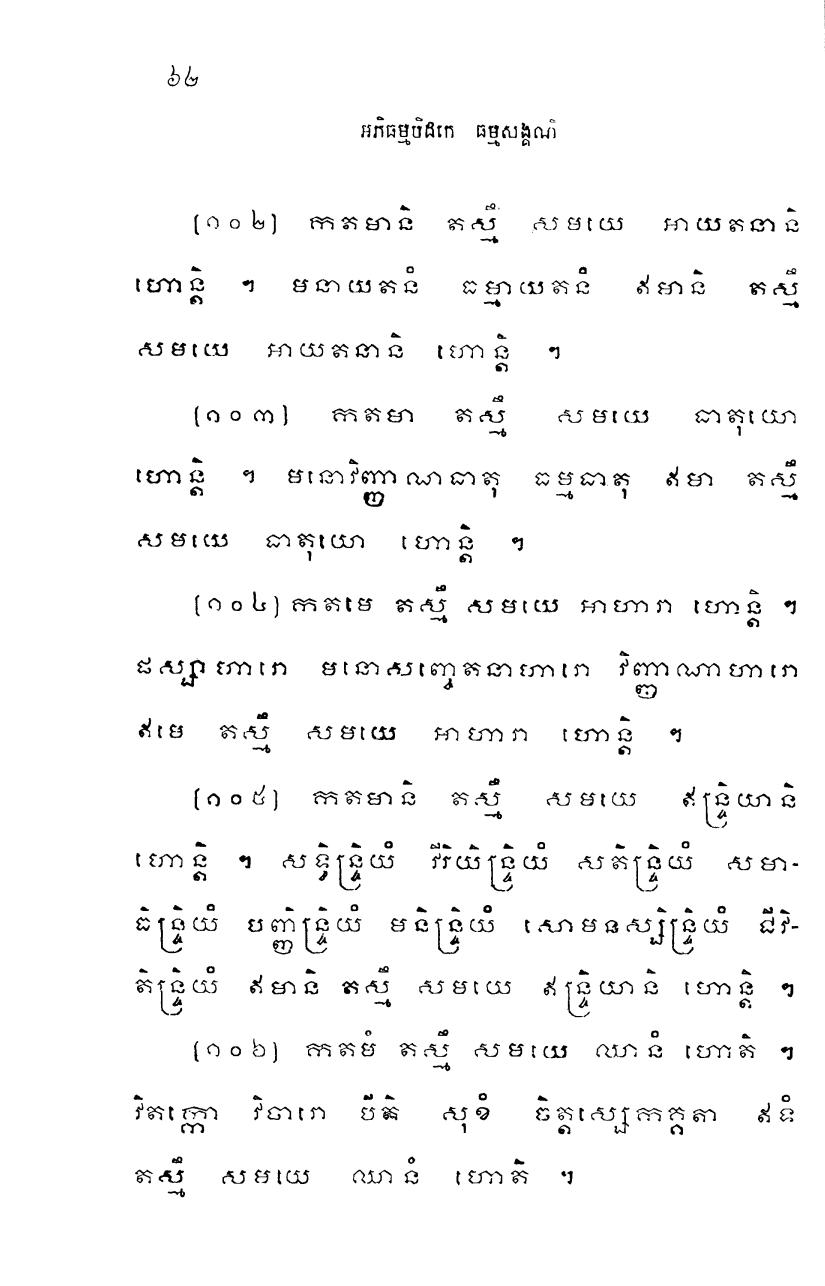 ៦២
អភិធម្មបិដកេ ធម្មសង្គណិ
[១០២] កតមានិ តស្មឹ សមយេ អាយតនានិ
ហោន្តិ ។ មនាយតនំ ធម្មាយតនំ ឥមានិ តស្មឹ
សមយេ អាយតនានិ ហោន្តិ ។
[១០៣] កតមា តស្មឹ សមយេ ធាតុយោ
ហោន្តិ ។ មនោវិញ្ញាណធាតុ ធម្មធាតុ ឥមា តស្មឹ
សមយេ ធាតុយោ ហោន្តិ ។
[១០៤] កតមេ តស្មឹ សមយេ អាហារា ហោន្តិ ។
ផស្សាហារោ មនោសញ្ចេតនាហារោ វិញ្ញាណាហារោ
ឥមេ តស្មឹ សមយេ អាហារា ហោន្តិ ។
[១០៥] កតមានិ តស្មឹ សមយេ ឥន្ទ្រិយានិ
ហោន្តិ ។ សទ្ធិន្ទ្រិយំ វីរិយិន្ទ្រិយំ សតិន្ទ្រិយំ សមា-
ធិន្ទ្រិយំ បញ្ញិន្ទ្រិយំ មនិន្ទ្រិយំ សោមនស្សិន្ទ្រិយំ ជីវិ-
តិន្ទ្រិយំ ឥមានិ តស្មឹ សមយេ ឥន្ទ្រិយានិ ហោន្តិ ។
[១០៦] កតមំ តស្មឹ សមយេ ឈានំ ហោតិ ។
វិតក្កោ វិចារោ បីតិ សុខំ ចិត្តស្សេកគ្គតា ឥទំ
តស្មឹ សមយេ ឈានំ ហោតិ ។